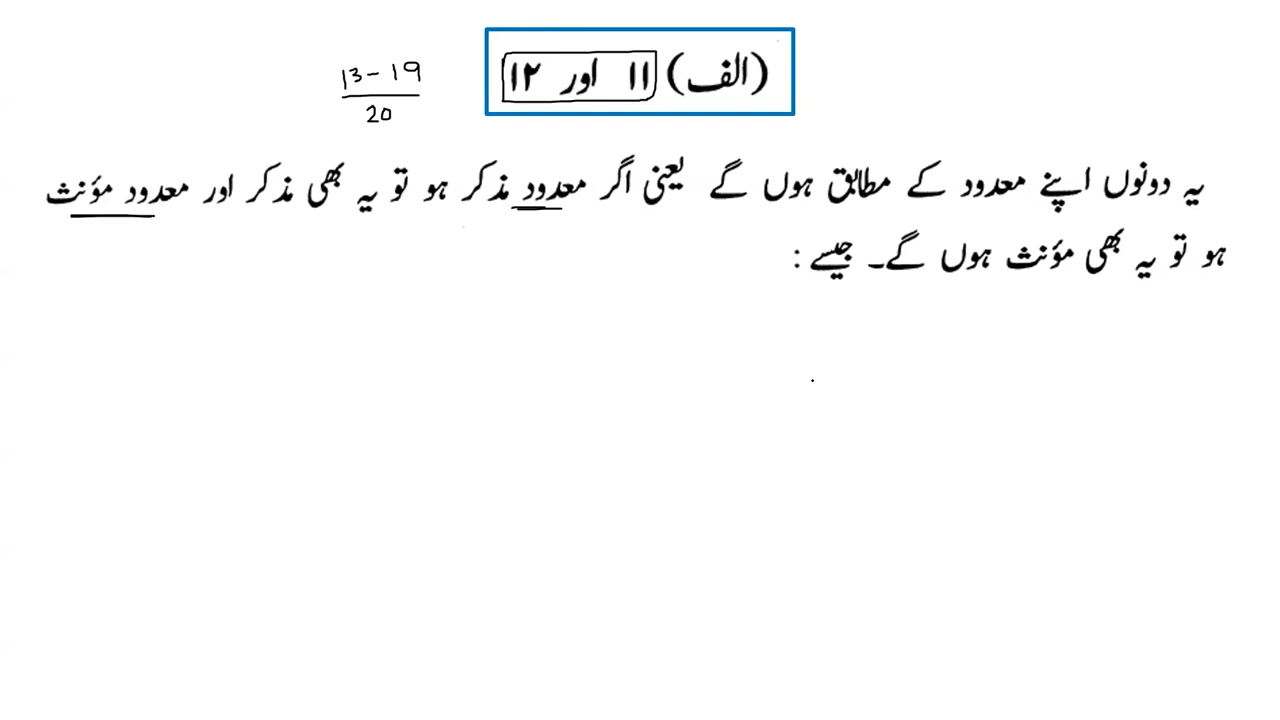 (الف) ۱۱ اور ۱۲
13 - 19
20
یہ دونوں اپنے معدود کے مطابق ہوں گے یعنی اگر معدود مذکر ہو تو یہ بھی مذکر اور معدود مؤنث
ہو تو یہ بھی مؤنث ہوں گے۔ جیسے :